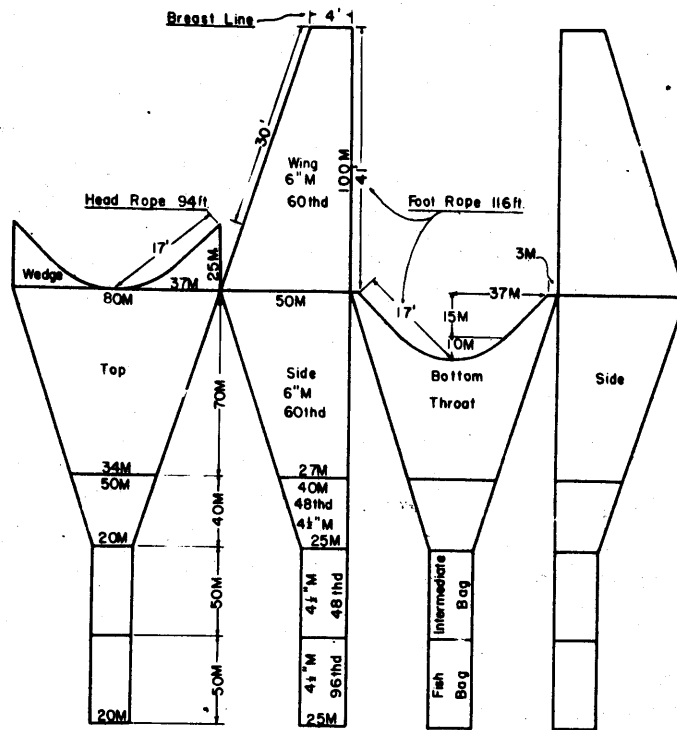 Breast Line
4'
30'
Wing
6"M
60thd
100M
41'
Head Rope 94ft.
Foot Rope 116ft.
17'
25M
Wedge
37M
80M
50M
3M
37M
17'
15M
10M
Top
Side
6"M
60thd
Bottom
Throat
Side
70M
34M
50M
27M
40M
48thd
4½"M
25M
40M
20M
50M
4½"M
48thd
Intermediate
Bag
50M
4½"M
96thd
Fish
Bag
20M
25M